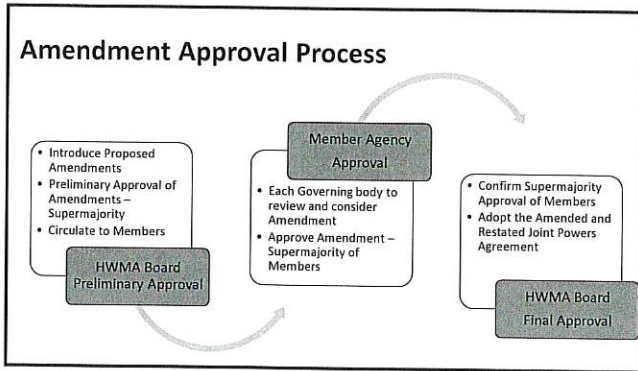 Amendment Approval Process
• Introduce Proposed
Amendments
• Preliminary Approval of
Amendments –
Supermajority
• Circulate to Members
HWMA Board
Preliminary Approval
Member Agency
Approval
• Each Governing body to
review and consider
Amendment
• Approve Amendment –
Supermajority of
Members
• Confirm Supermajority
Approval of Members
• Adopt the Amended and
Restated Joint Powers
Agreement
HWMA Board
Final Approval